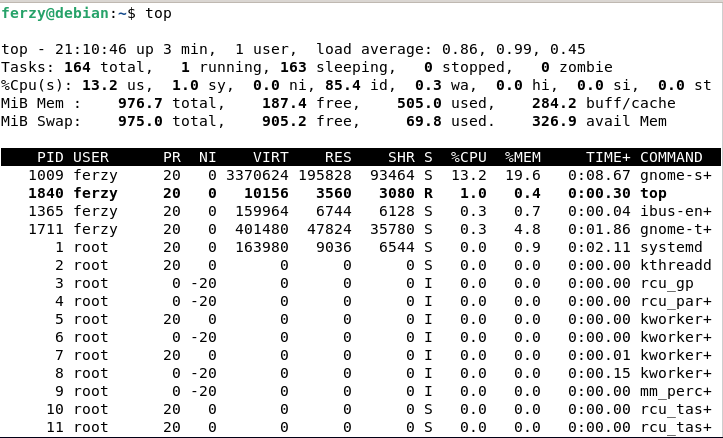 ferzy@debian:~$ top
top - 21:10:46 up 3 min,  1 user,  load average: 0.86, 0.99, 0.45
Tasks: 164 total,   1 running, 163 sleeping,   0 stopped,   0 zombie
%Cpu(s): 13.2 us,  1.0 sy,  0.0 ni, 85.4 id,  0.3 wa,  0.0 hi,  0.0 si,  0.0 st
MiB Mem :    976.7 total,    187.4 free,    505.0 used,    284.2 buff/cache
MiB Swap:    975.0 total,    905.2 free,     69.8 used.    326.9 avail Mem
PID USER      PR  NI    VIRT    RES    SHR S  %CPU  %MEM     TIME+ COMMAND
1009 ferzy     20   0 3370624 195828  93464 S  13.2  19.6   0:08.67 gnome-s+
1840 ferzy     20   0   10156   3560   3080 R   1.0   0.4   0:00.30 top
1365 ferzy     20   0  159964   6744   6128 S   0.3   0.7   0:00.04 ibus-en+
1711 ferzy     20   0  401480  47824  35780 S   0.3   4.8   0:01.86 gnome-t+
1 root      20   0  163980   9036   6544 S   0.0   0.9   0:02.11 systemd
2 root      20   0       0      0      0 S   0.0   0.0   0:00.00 kthreadd
3 root       0 -20       0      0      0 I   0.0   0.0   0:00.00 rcu_gp
4 root       0 -20       0      0      0 I   0.0   0.0   0:00.00 rcu_par+
5 root      20   0       0      0      0 I   0.0   0.0   0:00.00 kworker+
6 root       0 -20       0      0      0 I   0.0   0.0   0:00.00 kworker+
7 root      20   0       0      0      0 I   0.0   0.0   0:00.01 kworker+
8 root       0 -20       0      0      0 I   0.0   0.0   0:00.15 kworker+
9 root       0 -20       0      0      0 I   0.0   0.0   0:00.00 mm_perc+
10 root      20   0       0      0      0 S   0.0   0.0   0:00.00 rcu_tas+
11 root      20   0       0      0      0 S   0.0   0.0   0:00.00 rcu_tas+